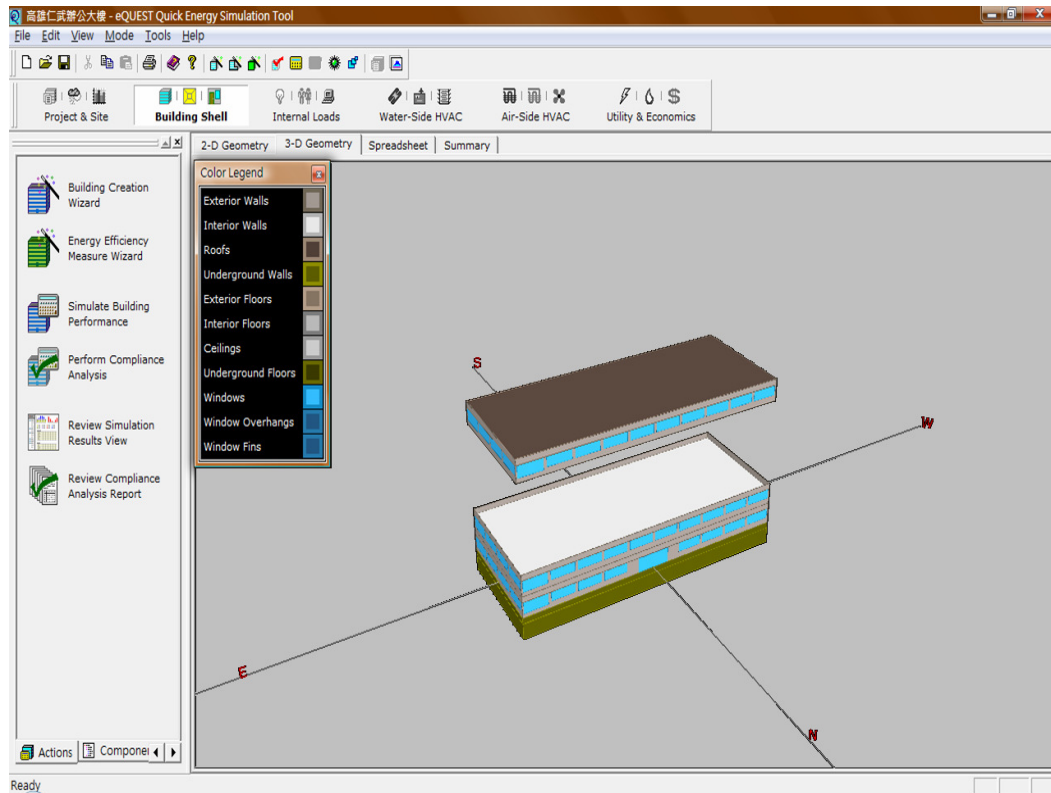 高雄仁武辦公大樓 - eQUEST Quick Energy Simulation Tool
File Edit View Mode Tools Help
Project & Site
Building Shell
Internal Loads
Water-Side HVAC
Air-Side HVAC
Utility & Economics
2-D Geometry
3-D Geometry
Spreadsheet
Summary
Building Creation
Wizard
Energy Efficiency
Measure Wizard
Simulate Building
Performance
Perform Compliance
Analysis
Review Simulation
Results View
Review Compliance
Analysis Report
Color Legend
Exterior Walls
Interior Walls
Roofs
Underground Walls
Exterior Floors
Interior Floors
Ceilings
Underground Floors
Windows
Window Overhangs
Window Fins
S
W
E
N
Actions
Componei
Ready